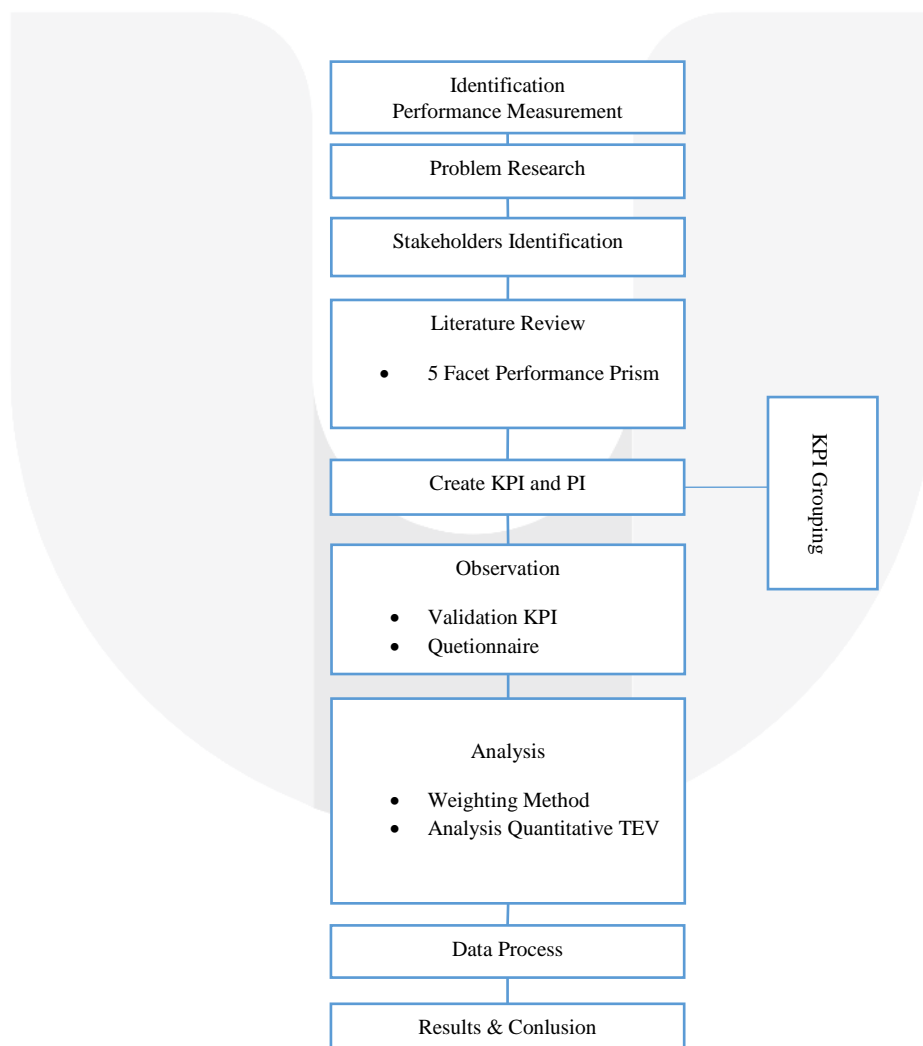 Identification
Performance Measurement
Problem Research
Stakeholders Identification
Literature Review
• 5 Facet Performance Prism
Create KPI and PI
KPI Grouping
Observation
• Validation KPI
• Quetionnaire
Analysis
• Weighting Method
• Analysis Quantitative TEV
Data Process
Results & Conlusion